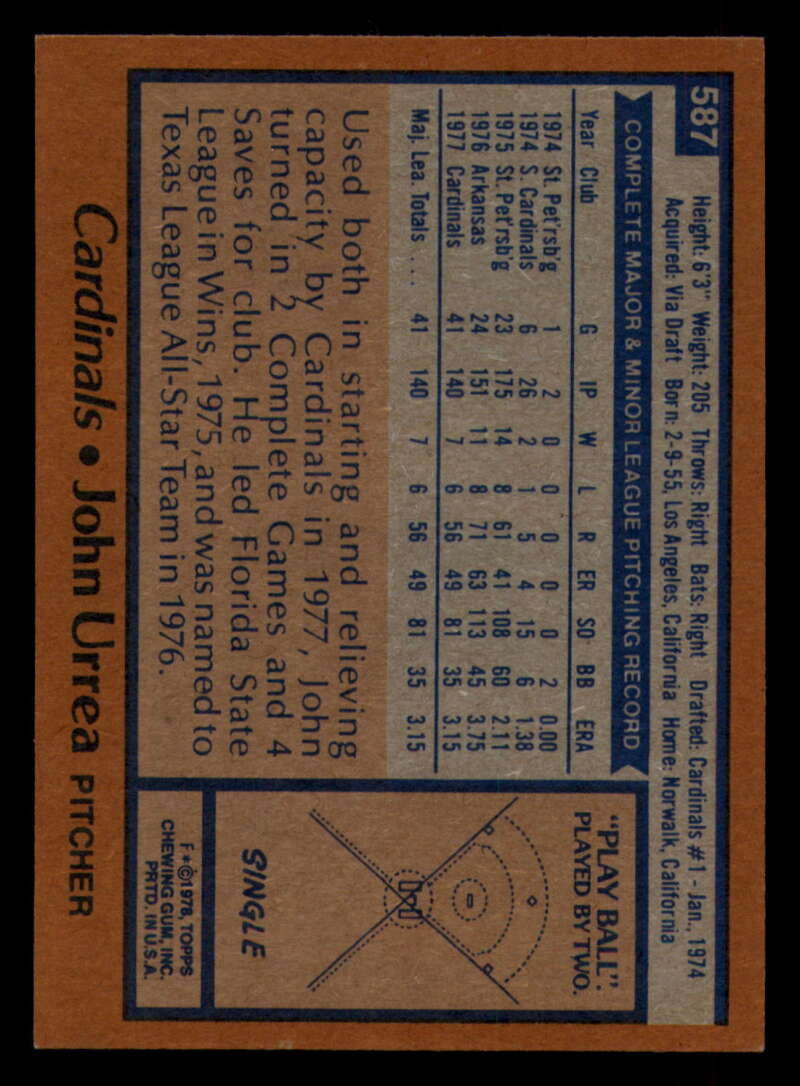 587
Height: 6'3" Weight: 205 Throws: Right Bats: Right Drafted: Cardinals #1 - Jan., 1974
Acquired: Via Draft Born: 2-9-55, Los Angeles, California Home: Norwalk, California
COMPLETE MAJOR & MINOR LEAGUE PITCHING RECORD
Year Club G IP W L R ER SO BB ERA
1974 St. Pet'rsb'g 1 2 0 0 0 0 0 2 0.00
1974 S. Cardinals 6 26 2 1 5 4 15 6 1.38
1975 St. Pet'rsb'g 23 175 14 8 61 41 108 60 2.11
1976 Arkansas 24 151 11 8 71 63 113 45 3.75
1977 Cardinals 41 140 7 6 56 49 81 35 3.15
Maj. Lea. Totals .... 41 140 7 6 56 49 81 35 3.15
Used both in starting and relieving
capacity by Cardinals in 1977, John
turned in 2 Complete Games and 4
Saves for club. He led Florida State
League in Wins, 1975, and was named to
Texas League All-Star Team in 1976.
"PLAY BALL":
PLAYED BY TWO.
SINGLE
F*©1978, TOPPS
CHEWING GUM, INC.
PRTD. IN U.S.A.
Cardinals • John Urrea PITCHER